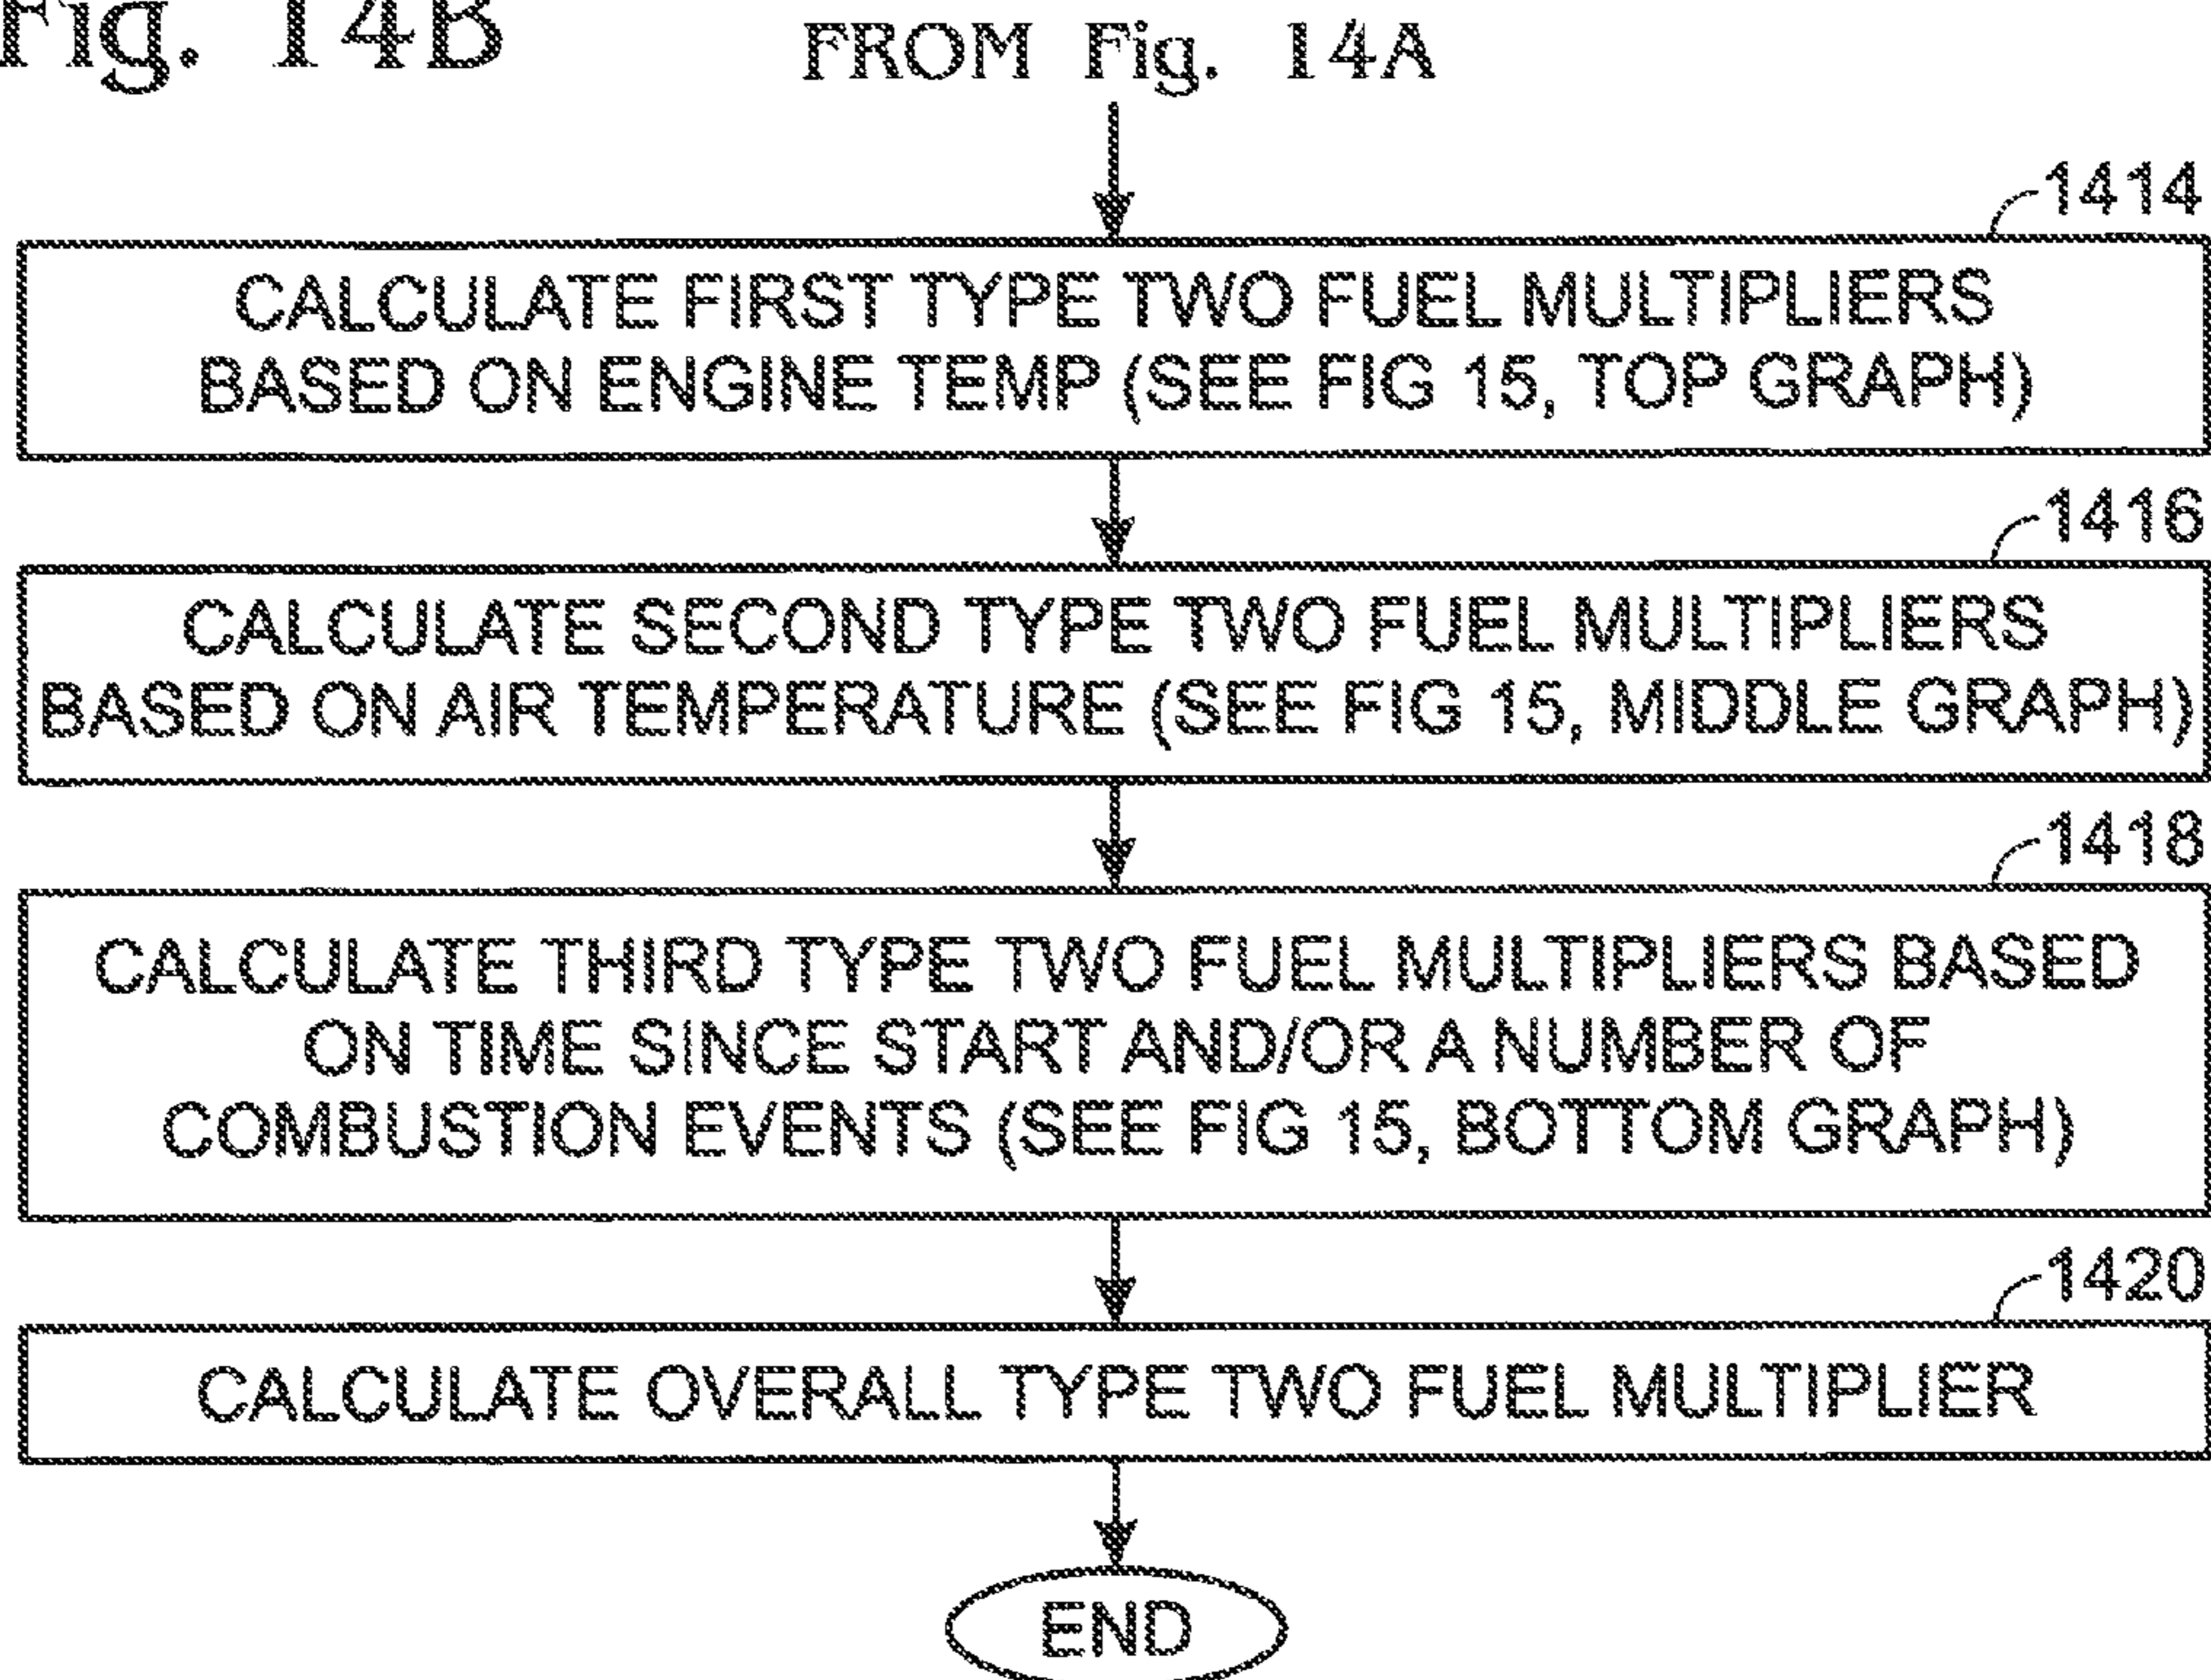 Fig. 14B
FROM Fig. 14A
1414
CALCULATE FIRST TYPE TWO FUEL MULTIPLIERS
BASED ON ENGINE TEMP (SEE FIG 15, TOP GRAPH)
1416
CALCULATE SECOND TYPE TWO FUEL MULTIPLIERS
BASED ON AIR TEMPERATURE (SEE FIG 15, MIDDLE GRAPH)
1418
CALCULATE THIRD TYPE TWO FUEL MULTIPLIERS BASED
ON TIME SINCE START AND/OR A NUMBER OF
COMBUSTION EVENTS (SEE FIG 15, BOTTOM GRAPH)
1420
CALCULATE OVERALL TYPE TWO FUEL MULTIPLIER
END